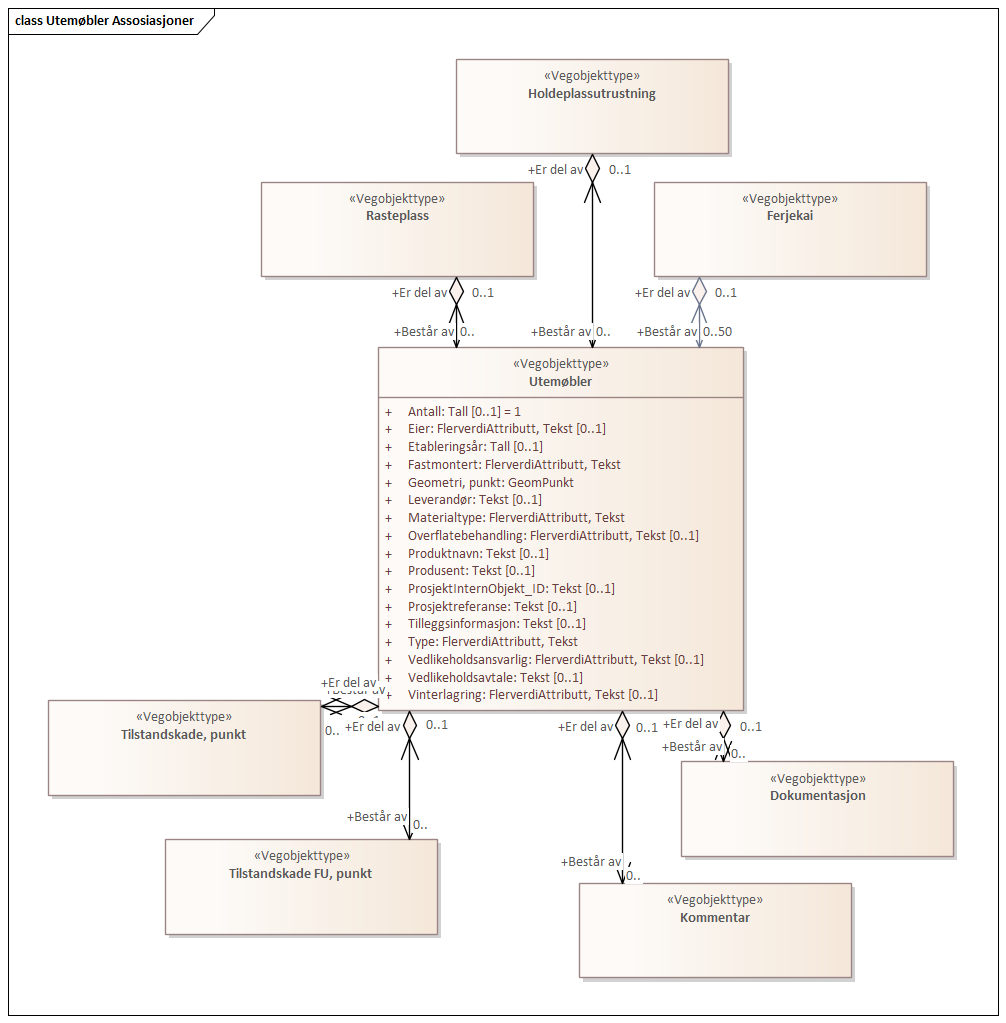 class Utemøbler Assosiasjoner
«Vegobjekttype»
Holdeplassutrustning
+Er del av 0..1
«Vegobjekttype»
Rasteplass
«Vegobjekttype»
Ferjekai
+Er del av 0..1
+Er del av 0..1
+Består av 0..
+Består av 0..
+Består av 0..50
«Vegobjekttype»
Utemøbler
+ Antall: Tall [0..1] = 1
+ Eier: FlerverdiAttributt, Tekst [0..1]
+ Etableringsår: Tall [0..1]
+ Fastmontert: FlerverdiAttributt, Tekst
+ Geometri, punkt: GeomPunkt
+ Leverandør: Tekst [0..1]
+ Materialtype: FlerverdiAttributt, Tekst
+ Overflatebehandling: FlerverdiAttributt, Tekst [0..1]
+ Produktnavn: Tekst [0..1]
+ Produsent: Tekst [0..1]
+ ProsjektInternObjekt_ID: Tekst [0..1]
+ Prosjektreferanse: Tekst [0..1]
+ Tilleggsinformasjon: Tekst [0..1]
+ Type: FlerverdiAttributt, Tekst
+ Vedlikeholdsansvarlig: FlerverdiAttributt, Tekst [0..1]
+ Vedlikeholdsavtale: Tekst [0..1]
+ Vinterlagring: FlerverdiAttributt, Tekst [0..1]
+Er del av
+Består av
0..
«Vegobjekttype»
Tilstandskade, punkt
+Er del av 0..1
+Består av 0..
«Vegobjekttype»
Tilstandskade FU, punkt
+Er del av 0..1
+Består av 0..
«Vegobjekttype»
Kommentar
+Er del av 0..1
+Består av 0..
«Vegobjekttype»
Dokumentasjon